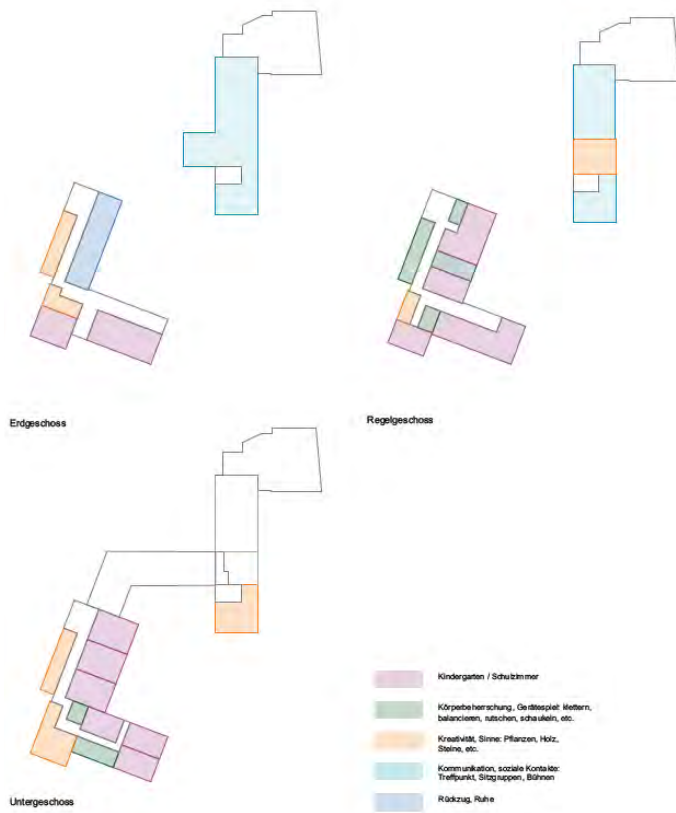 Erdgeschoss
Regelgeschoss
Untergeschoss
Kindergarten / Schulzimmer
Körperbeherrschung, Gerätespiel: klettern,
balancieren, rutschen, schaukeln, etc.
Kreativität, Sinne: Pflanzen, Holz,
Steine, etc.
Kommunikation, soziale Kontakte:
Treffpunkt, Sitzgruppen, Bühnen
Rückzug, Ruhe